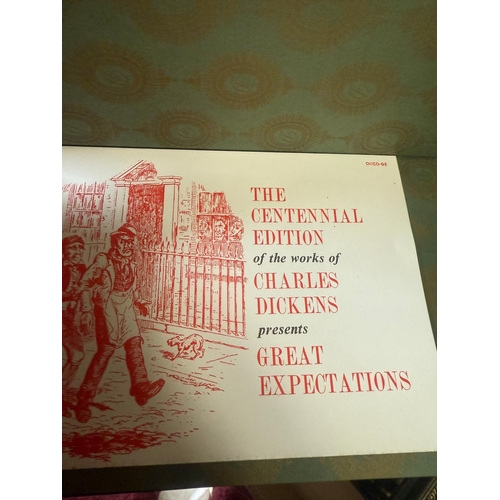 THE
CENTENNIAL
EDITION
of the works of
CHARLES
DICKENS
presents
GREAT
EXPECTATIONS